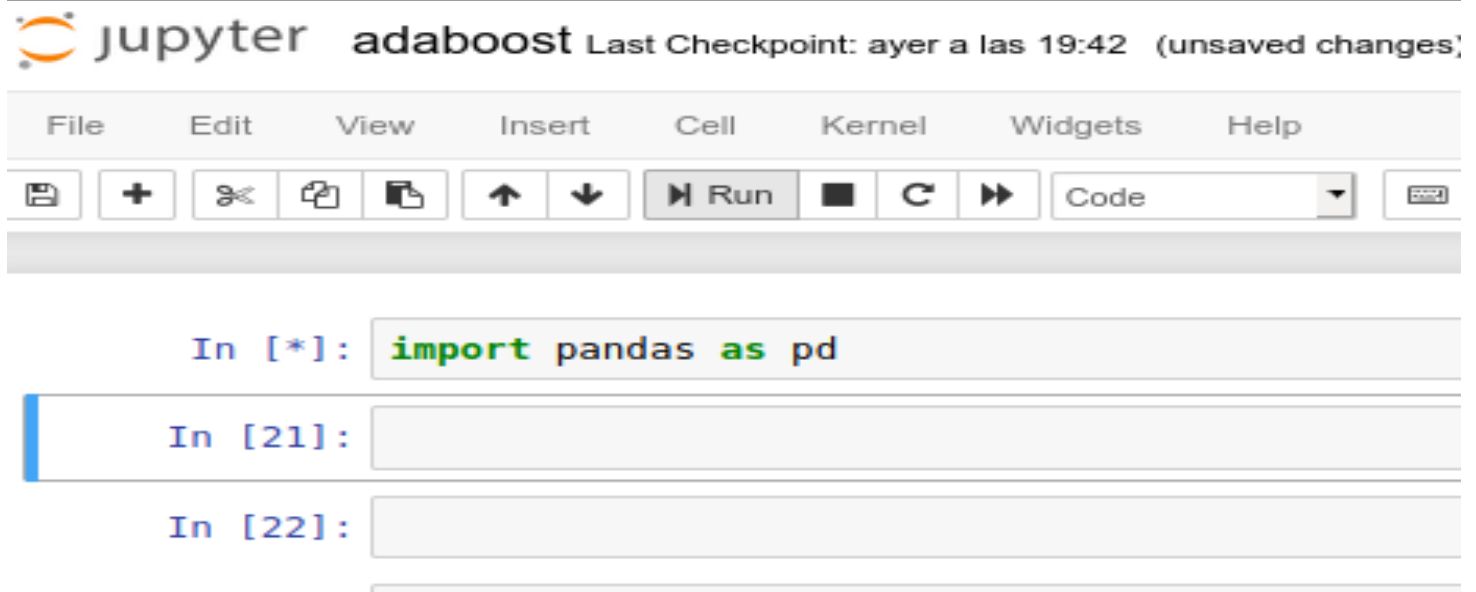 jupyter adaboost Last Checkpoint: ayer a las 19:42 (unsaved changes)
File Edit View Insert Cell Kernel Widgets Help
Run Code
In [*]: import pandas as pd
In [21]:
In [22]: